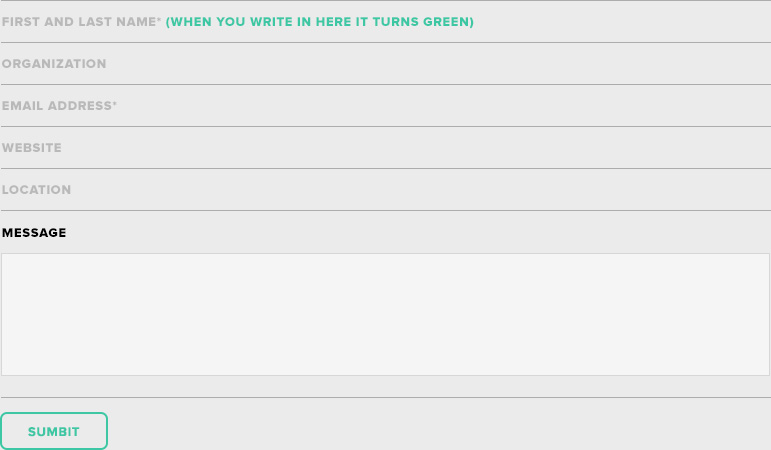 FIRST AND LAST NAME* (WHEN YOU WRITE IN HERE IT TURNS GREEN)
ORGANIZATION
EMAIL ADDRESS*
WEBSITE
LOCATION
MESSAGE
SUMBIT